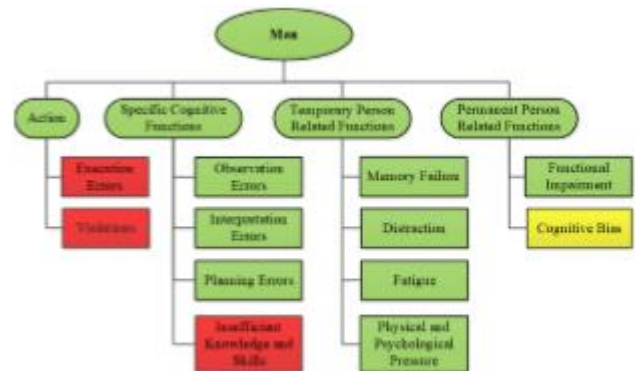 Man
Action
Specific Cognitive
Functions
Temporary Person
Related Functions
Permanent Person
Related Functions
Execution
Errors
Violations
Observation
Errors
Interpretation
Errors
Planning Errors
Insufficient
Knowledge and
Skills
Memory Failure
Distraction
Fatigue
Physical and
Psychological
Pressure
Functional
Impairment
Cognitive Bias